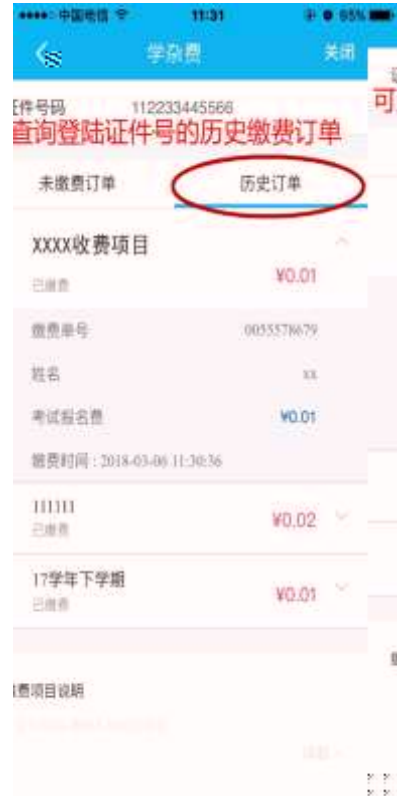 中国电信 11:31 65%
学杂费 关闭
证件号码 112233445566
查询登陆证件号的历史缴费订单
可
未缴费订单 历史订单
XXXX收费项目
已缴费 ¥0.01
缴费单号 0055578679
姓名 xx
考试报名费 ¥0.01
缴费时间 : 2018-03-06 11:30:36
111111
已缴费 ¥0.02
17学年下学期
已缴费 ¥0.01
费项目说明